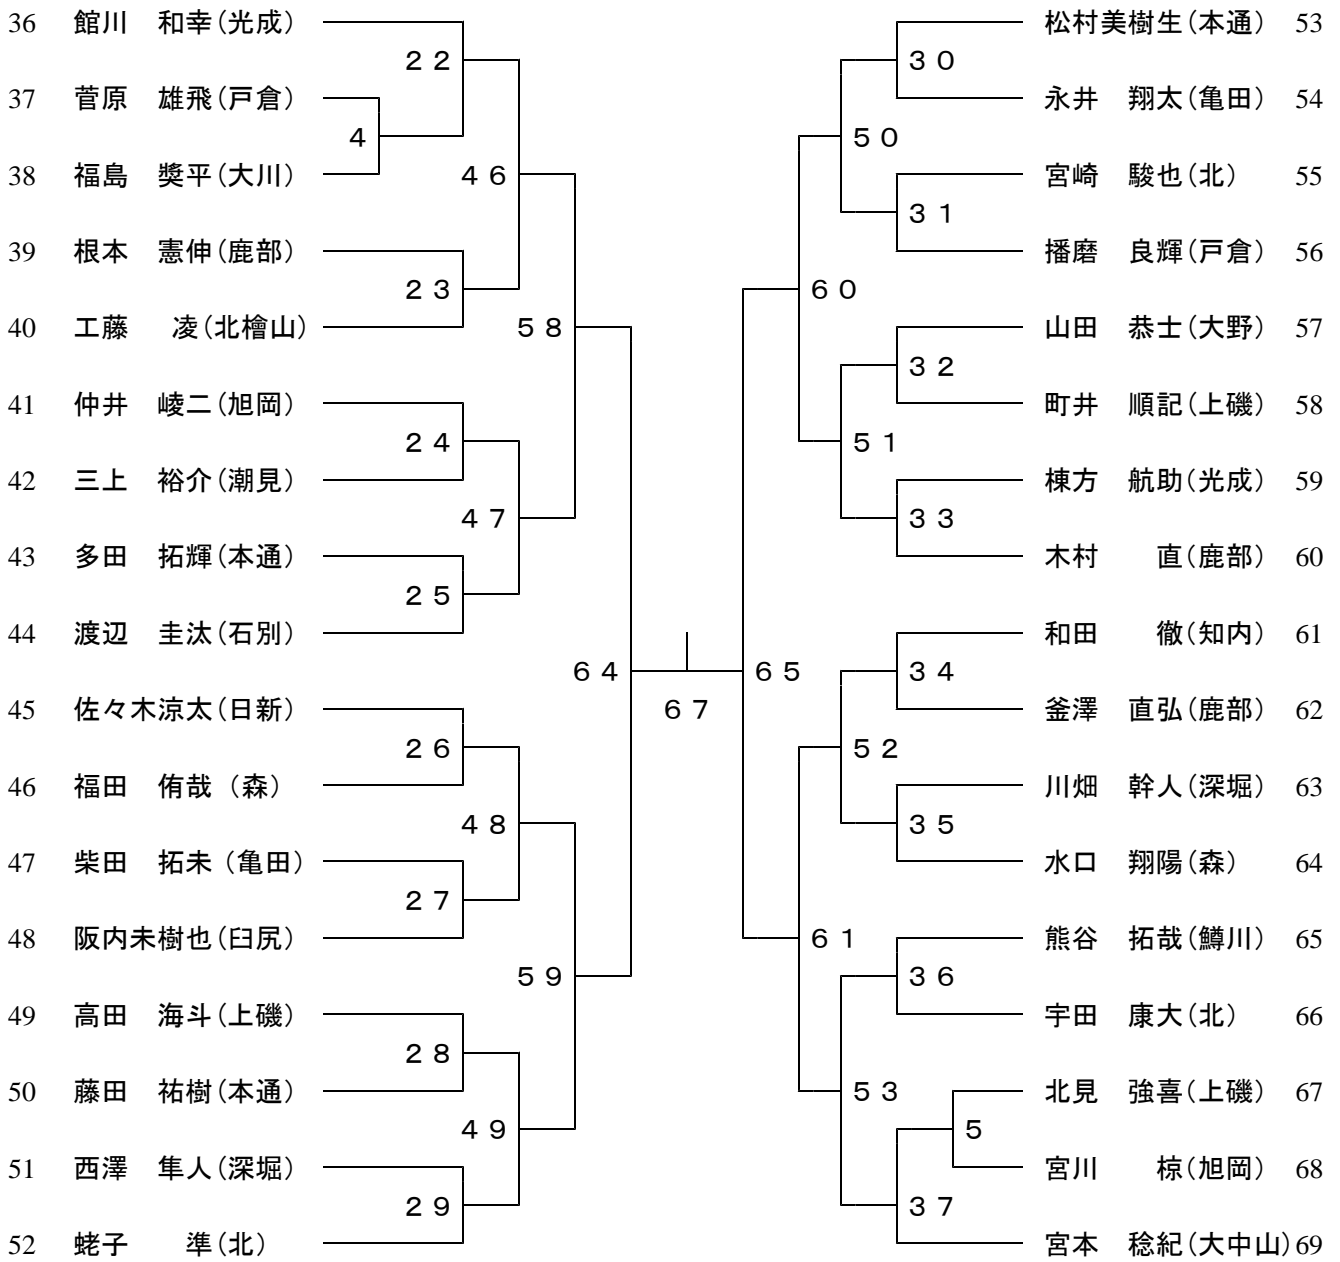 36 館川　和幸(光成)
22
37 菅原　雄飛(戸倉)
4
38 福島　奬平(大川)
46
39 根本　憲伸(鹿部)
23
40 工藤　凌(北檜山)
58
41 仲井　崚二(旭岡)
24
42 三上　裕介(潮見)
47
43 多田　拓輝(本通)
25
44 渡辺　圭汰(石別)
64
45 佐々木涼太(日新)
26
46 福田　侑哉（森）
48
47 柴田　拓未（亀田）
27
48 阪内未樹也(臼尻)
59
49 高田　海斗(上磯)
28
50 藤田　祐樹(本通)
49
51 西澤　隼人(深堀)
29
52 蛯子　準(北)
67
松村美樹生(本通) 53
30
永井　翔太(亀田) 54
50
宮崎　駿也(北) 55
31
播磨　良輝(戸倉) 56
60
山田　恭士(大野) 57
32
町井　順記(上磯) 58
51
棟方　航助(光成) 59
33
木村　直(鹿部) 60
和田　徹(知内) 61
65
34
釜澤　直弘(鹿部) 62
52
川畑　幹人(深堀) 63
35
水口　翔陽(森) 64
61
熊谷　拓哉(鱒川) 65
36
宇田　康大(北) 66
53
北見　強喜(上磯) 67
5
宮川　椋(旭岡) 68
37
宮本　稔紀(大中山) 69